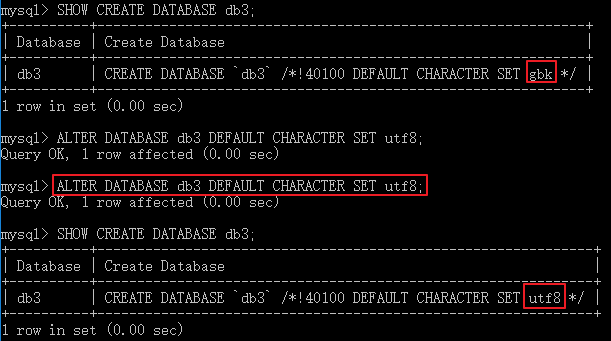 mysql> SHOW CREATE DATABASE db3;
+----------+--------------------------------------------------------------+
| Database | Create Database                                              |
+----------+--------------------------------------------------------------+
| db3      | CREATE DATABASE `db3` /*!40100 DEFAULT CHARACTER SET gbk */ |
+----------+--------------------------------------------------------------+
1 row in set (0.00 sec)
mysql> ALTER DATABASE db3 DEFAULT CHARACTER SET utf8;
Query OK, 1 row affected (0.00 sec)
mysql> ALTER DATABASE db3 DEFAULT CHARACTER SET utf8;
Query OK, 1 row affected (0.00 sec)
mysql> SHOW CREATE DATABASE db3;
+----------+--------------------------------------------------------------+
| Database | Create Database                                              |
+----------+--------------------------------------------------------------+
| db3      | CREATE DATABASE `db3` /*!40100 DEFAULT CHARACTER SET utf8 */ |
+----------+--------------------------------------------------------------+
1 row in set (0.00 sec)